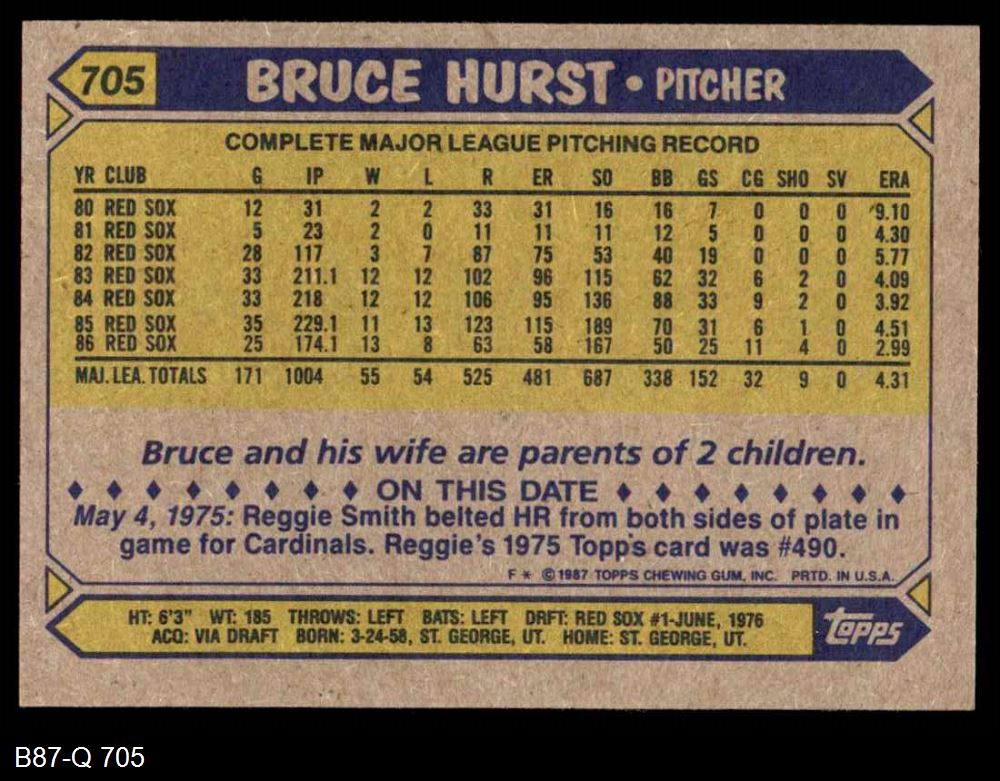 705 BRUCE HURST • PITCHER
COMPLETE MAJOR LEAGUE PITCHING RECORD
YR CLUB G IP W L R ER SO BB GS CG SHO SV ERA
80 RED SOX 12 31 2 2 33 31 16 16 7 0 0 0 9.10
81 RED SOX 5 23 2 0 11 11 11 12 5 0 0 0 4.30
82 RED SOX 28 117 3 7 87 75 53 40 19 0 0 0 5.77
83 RED SOX 33 211.1 12 12 102 96 115 62 32 6 2 0 4.09
84 RED SOX 33 218 12 12 106 95 136 88 33 9 2 0 3.92
85 RED SOX 35 229.1 11 13 123 115 189 70 31 6 1 0 4.51
86 RED SOX 25 174.1 13 8 63 58 167 50 25 11 4 0 2.99
MAJ. LEA. TOTALS 171 1004 55 54 525 481 687 338 152 32 9 0 4.31
Bruce and his wife are parents of 2 children.
♦ ♦ ♦ ♦ ♦ ♦ ♦ ♦ ON THIS DATE ♦ ♦ ♦ ♦ ♦ ♦ ♦ ♦
May 4, 1975: Reggie Smith belted HR from both sides of plate in
game for Cardinals. Reggie's 1975 Topps card was #490.
F * ©1987 TOPPS CHEWING GUM, INC. PRTD. IN U.S.A.
HT: 6'3" WT: 185 THROWS: LEFT BATS: LEFT DRFT: RED SOX #1-JUNE, 1976
ACQ: VIA DRAFT BORN: 3-24-58, ST. GEORGE, UT. HOME: ST. GEORGE, UT.
Topps
B87-Q 705